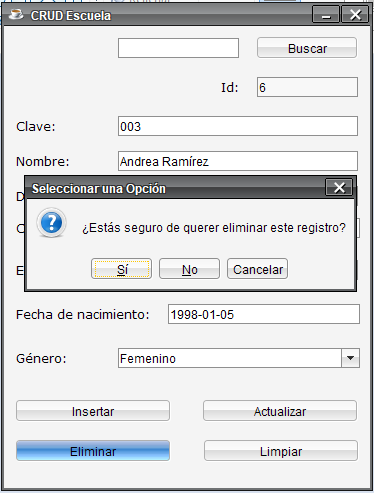 CRUD Escuela
Buscar
Id: 6
Clave: 003
Nombre: Andrea Ramírez
Seleccionar una Opción
¿Estás seguro de querer eliminar este registro?
Sí No Cancelar
Fecha de nacimiento: 1998-01-05
Género: Femenino
Insertar Actualizar
Eliminar Limpiar